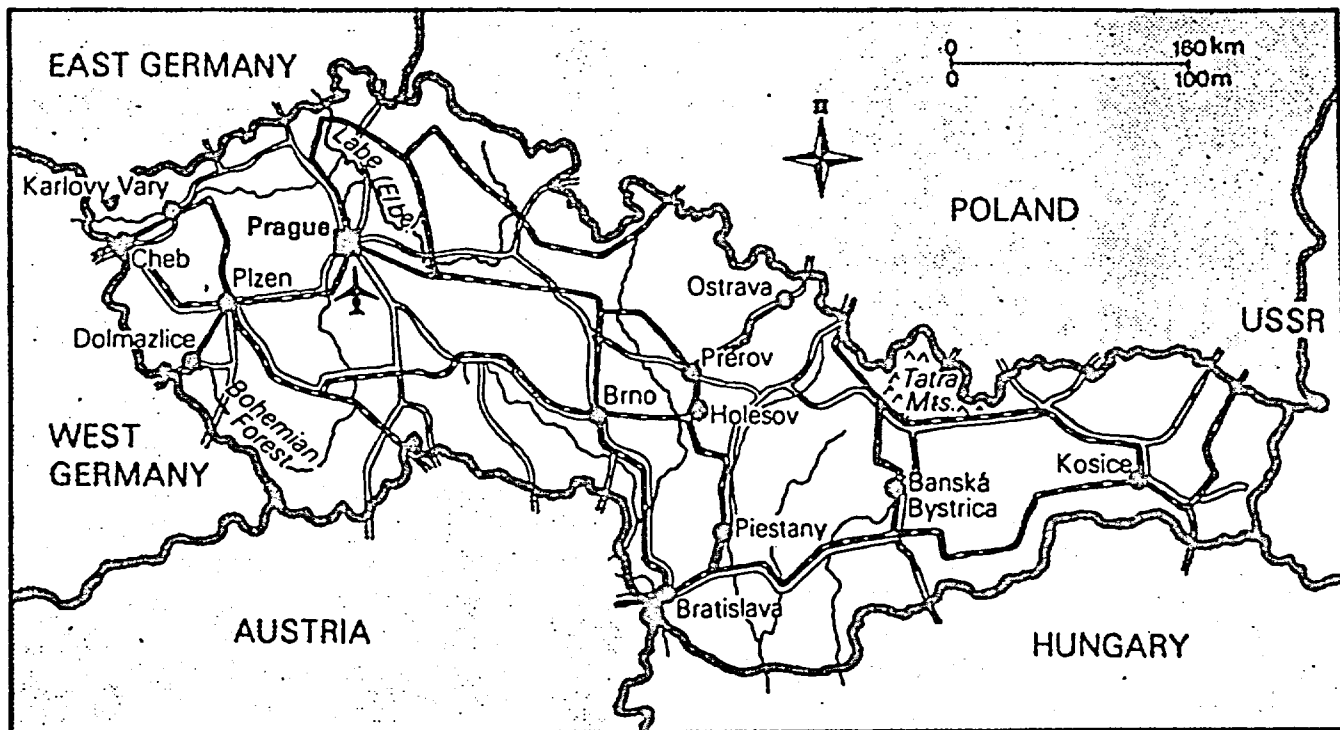 EAST GERMANY
0 160 km
0 100m
N
Karlovy Vary
Labe (Elbe)
Prague
POLAND
Cheb
Plzen
Ostrava
USSR
Dolmazlice
Prerov
Tatra
Mts.
Brno
Holesov
Bohemian
Forest
WEST
GERMANY
Kosice
Banská
Bystrica
Piestany
Bratislava
AUSTRIA
HUNGARY